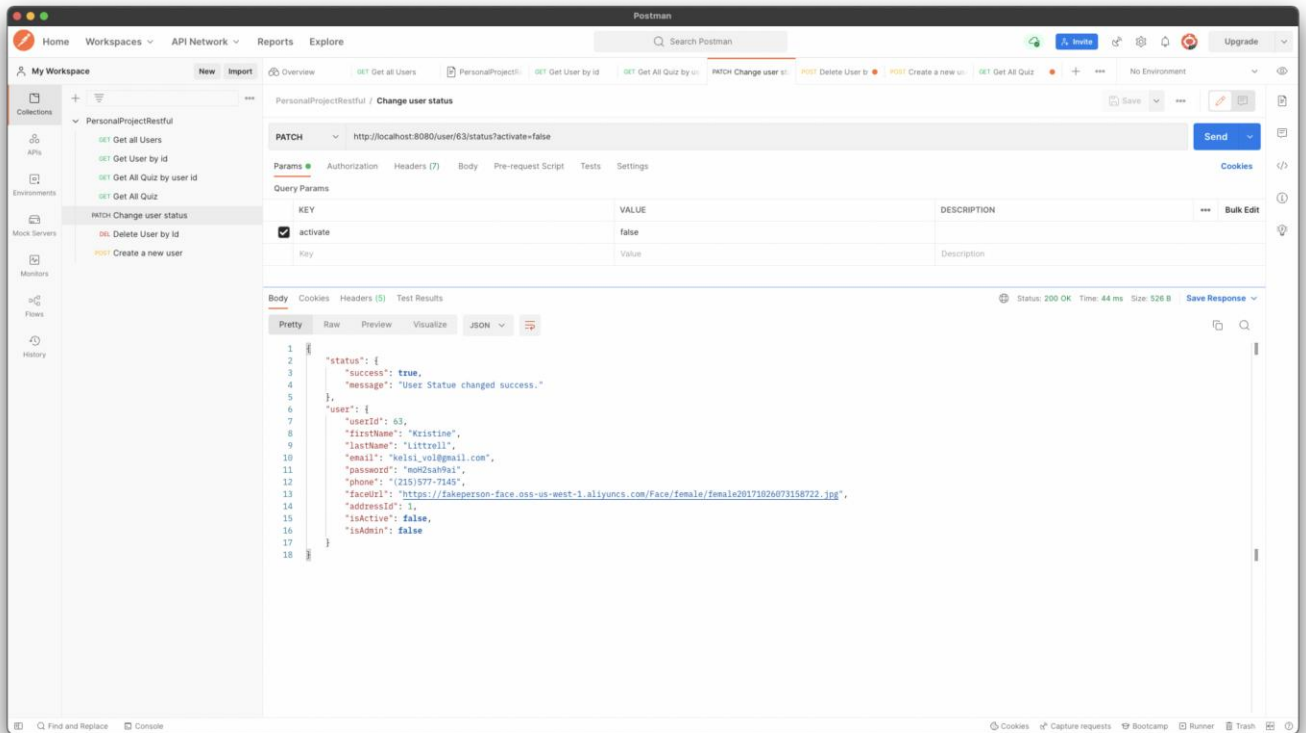 Postman
Home Workspaces API Network Reports Explore
Search Postman
Invite
Upgrade
My Workspace
New Import
Overview
GET Get all Users
PersonalProjectR
GET Get User by id
GET Get All Quiz by us
PATCH Change user st
POST Delete User b
POST Create a new us
GET Get All Quiz
No Environment
Collections
APIs
Environments
Mock Servers
Monitors
Flows
History
PersonalProjectRestful
GET Get all Users
GET Get User by id
GET Get All Quiz by user id
GET Get All Quiz
PATCH Change user status
DEL Delete User by Id
POST Create a new user
PersonalProjectRestful / Change user status
Save
PATCH http://localhost:8080/user/63/status?activate=false
Send
Params Authorization Headers (7) Body Pre-request Script Tests Settings
Cookies
Query Params
KEY VALUE DESCRIPTION
Bulk Edit
activate false
Key Value Description
Body Cookies Headers (5) Test Results
Status: 200 OK Time: 44 ms Size: 526 B Save Response
Pretty Raw Preview Visualize JSON
1 {
2 "status": {
3 "success": true,
4 "message": "User Statue changed success."
5 },
6 "user": {
7 "userId": 63,
8 "firstName": "Kristine",
9 "lastName": "Littrell",
10 "email": "kelsi_vol@gmail.com",
11 "password": "moH2sah9ai",
12 "phone": "(215)577-7145",
13 "faceUrl": "https://fakeperson-face.oss-us-west-1.aliyuncs.com/Face/female/female20171026073158722.jpg",
14 "addressId": 1,
15 "isActive": false,
16 "isAdmin": false
17 }
18 }
Find and Replace Console
Cookies Capture requests Bootcamp Runner Trash